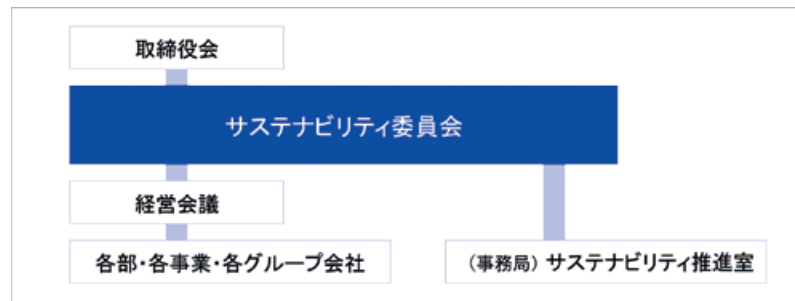 取締役会
サステナビリティ委員会
経営会議
各部・各事業・各グループ会社
（事務局）サステナビリティ推進室